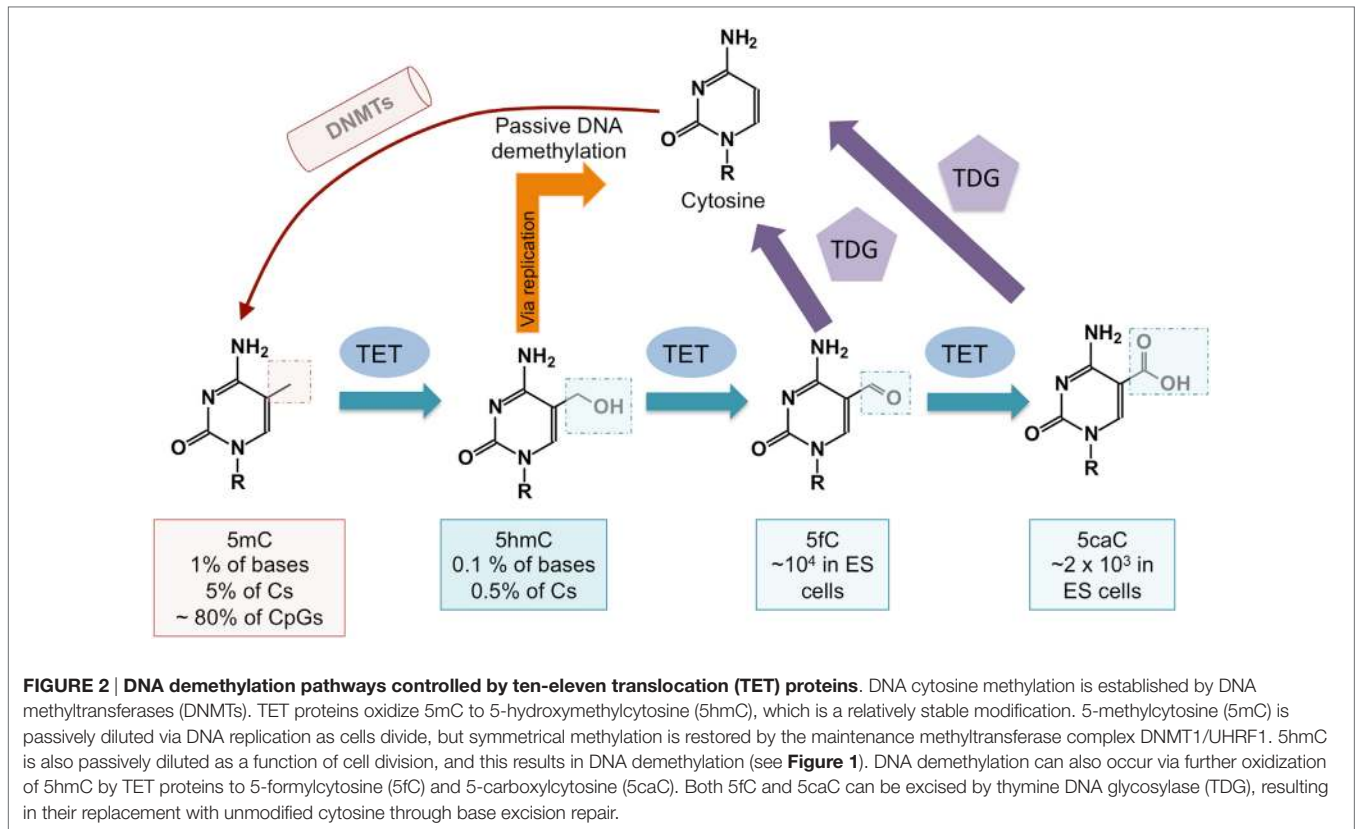 NH₂
N
O
N
R
Cytosine
DNMTs
Passive DNA
demethylation
Via replication
TDG
TDG
NH₂
N
O
N
R
TET
NH₂
N
OH
O
N
R
TET
NH₂
N
O
O
N
R
TET
NH₂
O
OH
N
O
N
R
5mC
1% of bases
5% of Cs
~ 80% of CpGs
5hmC
0.1 % of bases
0.5% of Cs
5fC
~10⁴ in ES
cells
5caC
~2 x 10³ in
ES cells
FIGURE 2 | DNA demethylation pathways controlled by ten-eleven translocation (TET) proteins. DNA cytosine methylation is established by DNA
methyltransferases (DNMTs). TET proteins oxidize 5mC to 5-hydroxymethylcytosine (5hmC), which is a relatively stable modification. 5-methylcytosine (5mC) is
passively diluted via DNA replication as cells divide, but symmetrical methylation is restored by the maintenance methyltransferase complex DNMT1/UHRF1. 5hmC
is also passively diluted as a function of cell division, and this results in DNA demethylation (see Figure 1). DNA demethylation can also occur via further oxidization
of 5hmC by TET proteins to 5-formylcytosine (5fC) and 5-carboxylcytosine (5caC). Both 5fC and 5caC can be excised by thymine DNA glycosylase (TDG), resulting
in their replacement with unmodified cytosine through base excision repair.